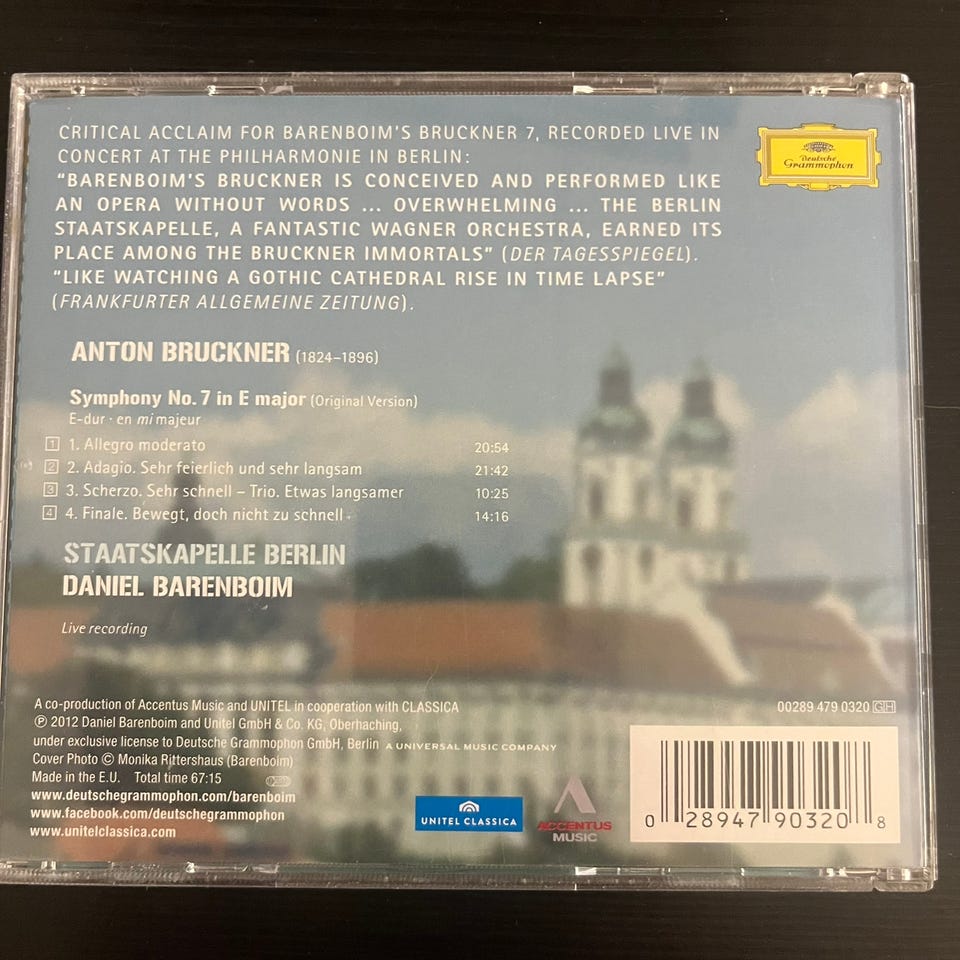 CRITICAL ACCLAIM FOR BARENBOIM'S BRUCKNER 7, RECORDED LIVE IN
CONCERT AT THE PHILHARMONIE IN BERLIN:
"BARENBOIM'S BRUCKNER IS CONCEIVED AND PERFORMED LIKE
AN OPERA WITHOUT WORDS ... OVERWHELMING ... THE BERLIN
STAATSKAPELLE, A FANTASTIC WAGNER ORCHESTRA, EARNED ITS
PLACE AMONG THE BRUCKNER IMMORTALS" (DER TAGESSPIEGEL).
"LIKE WATCHING A GOTHIC CATHEDRAL RISE IN TIME LAPSE"
(FRANKFURTER ALLGEMEINE ZEITUNG).
Deutsche
Grammophon
ANTON BRUCKNER (1824–1896)
Symphony No. 7 in E major (Original Version)
E-dur · en mi majeur
1 1. Allegro moderato 20:54
2 2. Adagio. Sehr feierlich und sehr langsam 21:42
3 3. Scherzo. Sehr schnell – Trio. Etwas langsamer 10:25
4 4. Finale. Bewegt, doch nicht zu schnell 14:16
STAATSKAPELLE BERLIN
DANIEL BARENBOIM
Live recording
A co-production of Accentus Music and UNITEL in cooperation with CLASSICA
℗ 2012 Daniel Barenboim and Unitel GmbH & Co. KG, Oberhaching,
under exclusive license to Deutsche Grammophon GmbH, Berlin A UNIVERSAL MUSIC COMPANY
Cover Photo © Monika Rittershaus (Barenboim)
Made in the E.U. Total time 67:15
www.deutschegrammophon.com/barenboim
www.facebook.com/deutschegrammophon
www.unitelclassica.com
UNITEL CLASSICA
ACCENTUS
MUSIC
00289 479 0320 GH
0 28947 90320 8